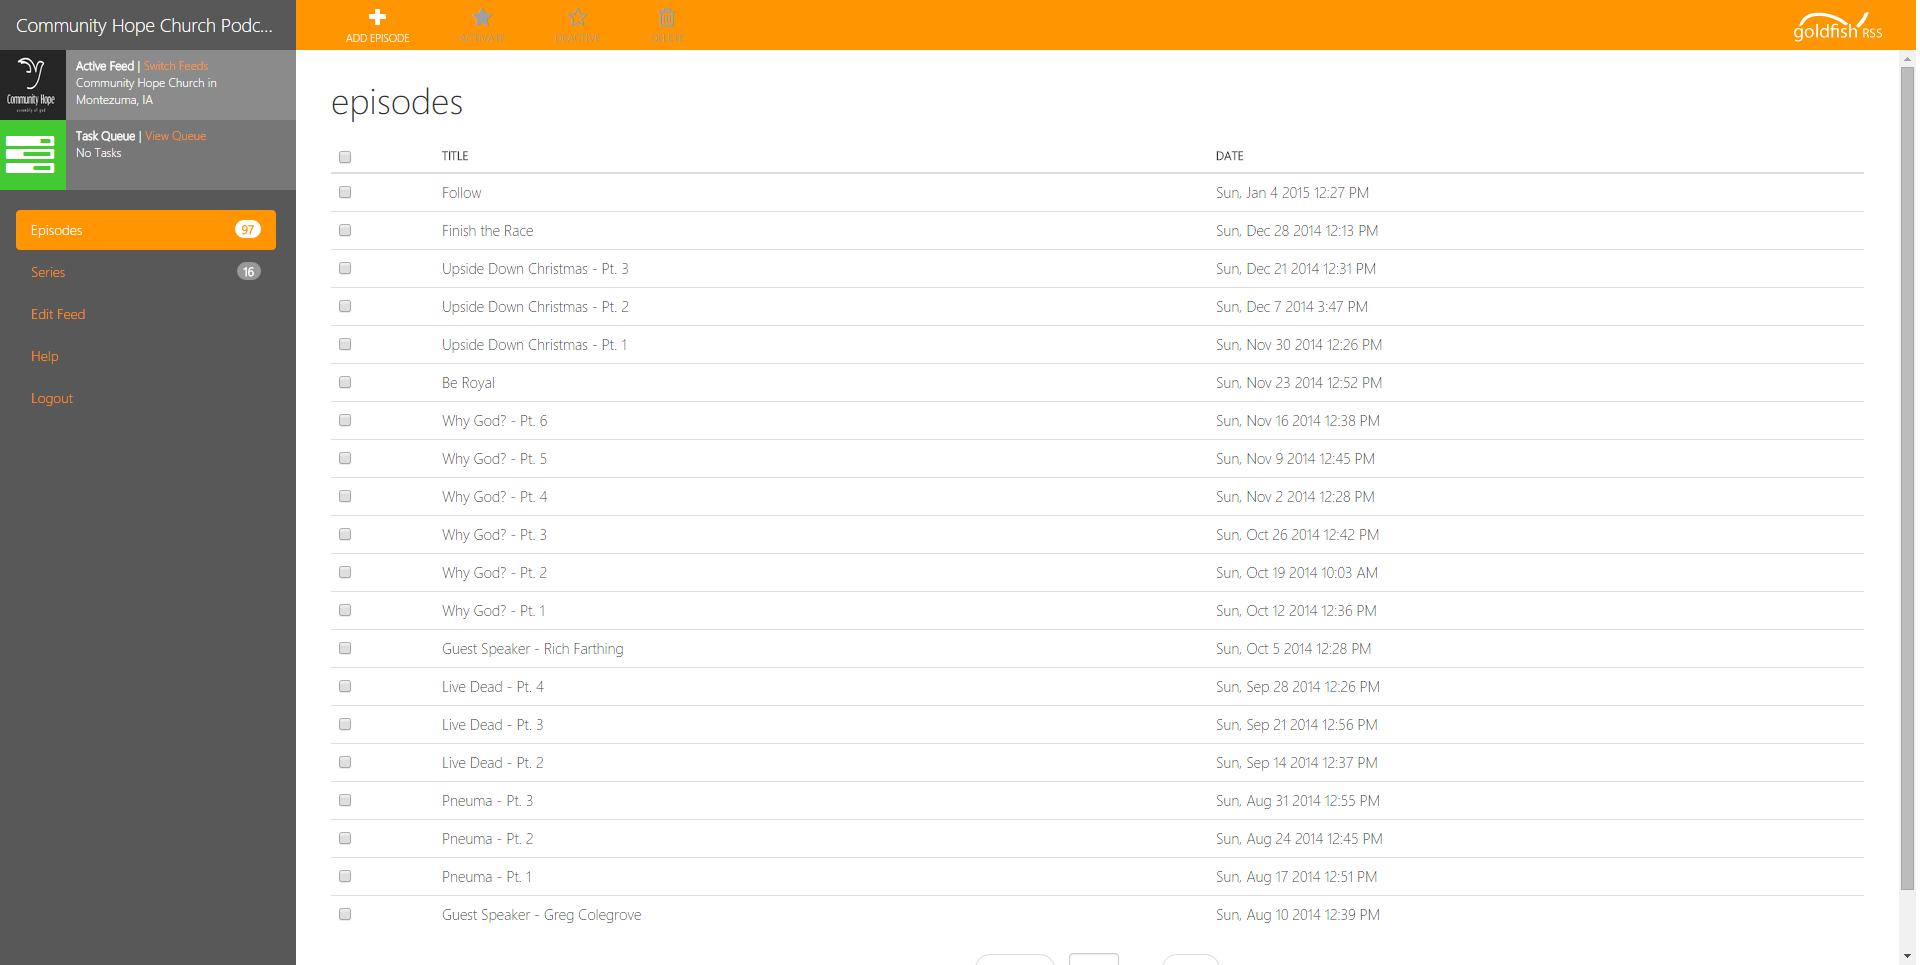 Community Hope Church Podc...
ADD EPISODE
ACTIVATE
DEACTIVE
DELETE
goldfish RSS
Community Hope
assembly of god
Active Feed | Switch Feeds
Community Hope Church in
Montezuma, IA
Task Queue | View Queue
No Tasks
Episodes 97
Series 16
Edit Feed
Help
Logout
episodes
TITLE DATE
Follow Sun, Jan 4 2015 12:27 PM
Finish the Race Sun, Dec 28 2014 12:13 PM
Upside Down Christmas - Pt. 3 Sun, Dec 21 2014 12:31 PM
Upside Down Christmas - Pt. 2 Sun, Dec 7 2014 3:47 PM
Upside Down Christmas - Pt. 1 Sun, Nov 30 2014 12:26 PM
Be Royal Sun, Nov 23 2014 12:52 PM
Why God? - Pt. 6 Sun, Nov 16 2014 12:38 PM
Why God? - Pt. 5 Sun, Nov 9 2014 12:45 PM
Why God? - Pt. 4 Sun, Nov 2 2014 12:28 PM
Why God? - Pt. 3 Sun, Oct 26 2014 12:42 PM
Why God? - Pt. 2 Sun, Oct 19 2014 10:03 AM
Why God? - Pt. 1 Sun, Oct 12 2014 12:36 PM
Guest Speaker - Rich Farthing Sun, Oct 5 2014 12:28 PM
Live Dead - Pt. 4 Sun, Sep 28 2014 12:26 PM
Live Dead - Pt. 3 Sun, Sep 21 2014 12:56 PM
Live Dead - Pt. 2 Sun, Sep 14 2014 12:37 PM
Pneuma - Pt. 3 Sun, Aug 31 2014 12:55 PM
Pneuma - Pt. 2 Sun, Aug 24 2014 12:45 PM
Pneuma - Pt. 1 Sun, Aug 17 2014 12:51 PM
Guest Speaker - Greg Colegrove Sun, Aug 10 2014 12:39 PM